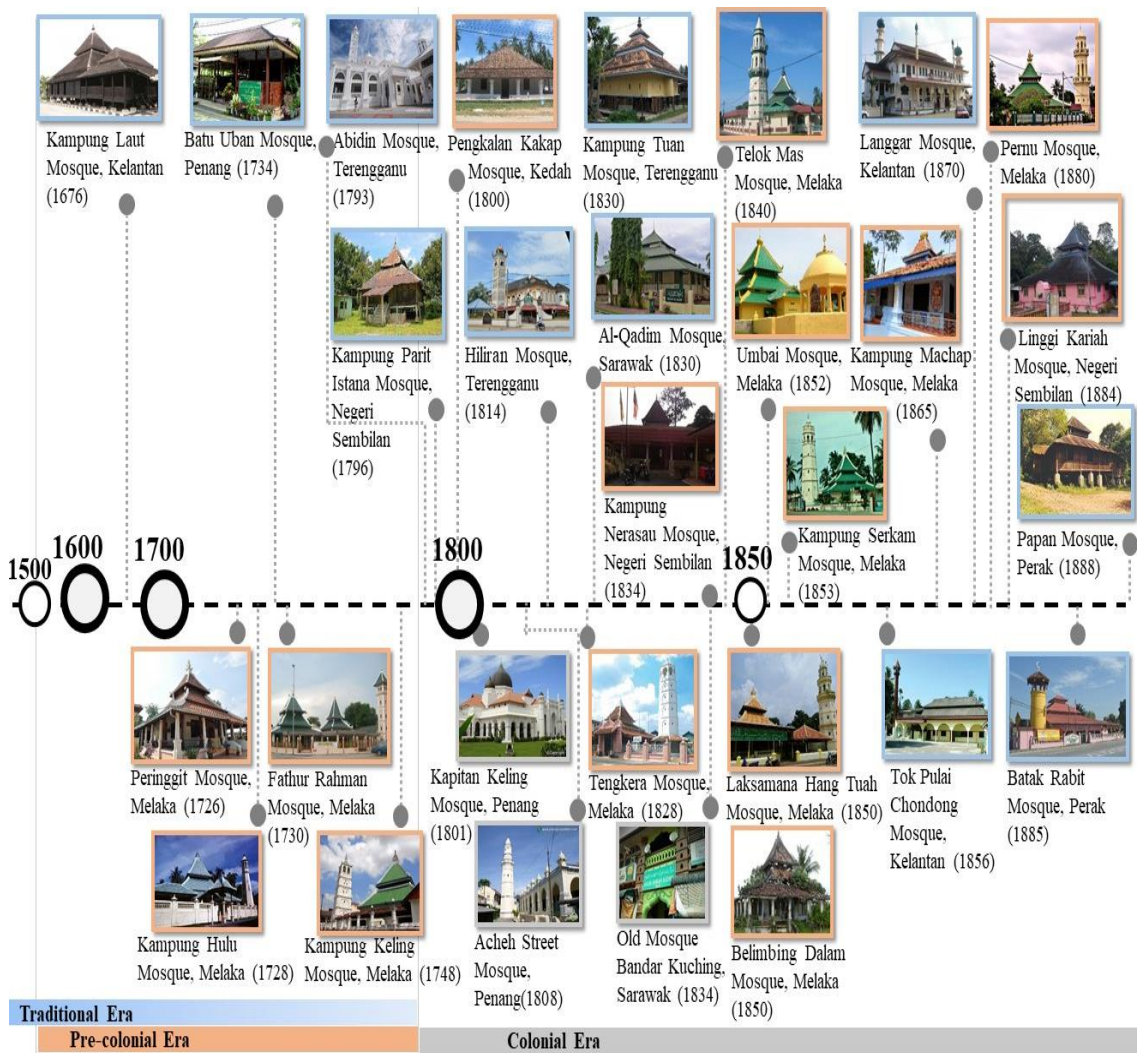 Kampung Laut
Mosque, Kelantan
(1676)
Batu Uban Mosque,
Penang (1734)
Abidin Mosque,
Terengganu
(1793)
Pengkalan Kakap
Mosque, Kedah
(1800)
Kampung Tuan
Mosque, Terengganu
(1830)
Telok Mas
Mosque, Melaka
(1840)
Langgar Mosque,
Kelantan (1870)
Pernu Mosque,
Melaka (1880)
Kampung Parit
Istana Mosque,
Negeri
Sembilan
(1796)
Hiliran Mosque,
Terengganu
(1814)
Al-Qadim Mosque,
Sarawak (1830)
Umbai Mosque,
Melaka (1852)
Kampung Machap
Mosque, Melaka
(1865)
Linggi Kariah
Mosque, Negeri
Sembilan
(1884)
Kampung
Nerasau Mosque,
Negeri Sembilan
(1834)
Kampung Serkam
Mosque, Melaka
(1853)
Papan Mosque,
Perak (1888)
1500
1600
1700
1800
1850
Peringgit Mosque,
Melaka (1726)
Fathur Rahman
Mosque, Melaka
(1730)
Kapitan Keling
Mosque, Penang
(1801)
Tengkera Mosque,
Melaka (1828)
Laksamana Hang Tuah
Mosque, Melaka (1850)
Tok Pulai
Chondong
Mosque,
Kelantan (1856)
Batak Rabit
Mosque, Perak
(1885)
Kampung Hulu
Mosque, Melaka (1728)
Kampung Keling
Mosque, Melaka (1748)
Acheh Street
Mosque,
Penang(1808)
Old Mosque
Bandar Kuching,
Sarawak (1834)
Belimbing Dalam
Mosque, Melaka
(1850)
Traditional Era
Pre-colonial Era
Colonial Era